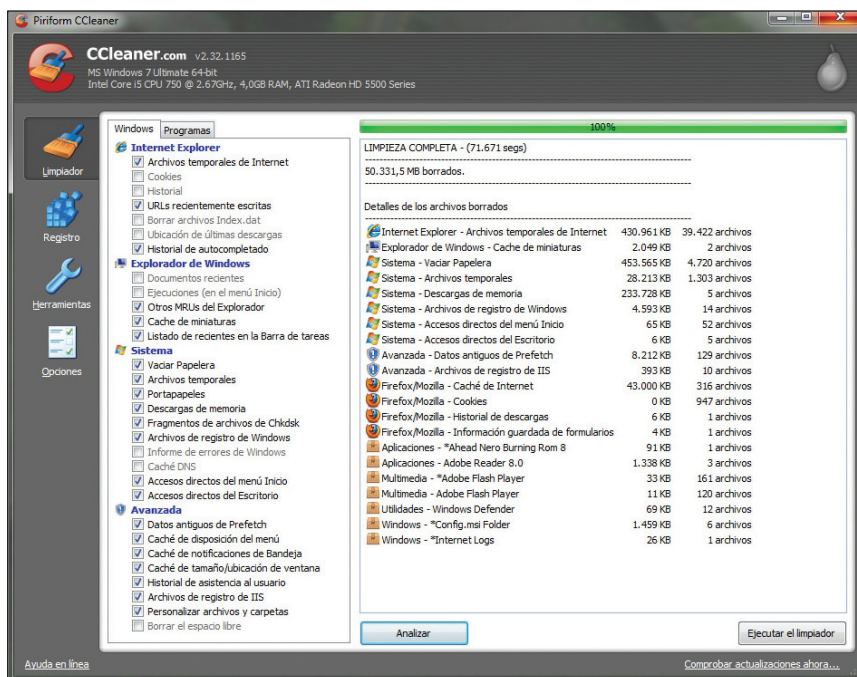 Piriform CCleaner
CCleaner.com v2.32.1165
MS Windows 7 Ultimate 64-bit
Intel Core i5 CPU 750 @ 2.67GHz, 4,0GB RAM, ATI Radeon HD 5500 Series
Limpiador
Registro
Herramientas
Opciones
Windows Programas
Internet Explorer
Archivos temporales de Internet
Cookies
Historial
URLs recientemente escritas
Borrar archivos Index.dat
Ubicación de últimas descargas
Historial de autocompletado
Explorador de Windows
Documentos recientes
Ejecuciones (en el menú Inicio)
Otros MRUs del Explorador
Cache de miniaturas
Listado de recientes en la Barra de tareas
Sistema
Vaciar Papelera
Archivos temporales
Portapapeles
Descargas de memoria
Fragmentos de archivos de Chkdsk
Archivos de registro de Windows
Informe de errores de Windows
Caché DNS
Accesos directos del menú Inicio
Accesos directos del Escritorio
Avanzada
Datos antiguos de Prefetch
Caché de disposición del menú
Caché de notificaciones de Bandeja
Caché de tamaño/ubicación de ventana
Historial de asistencia al usuario
Archivos de registro de IIS
Personalizar archivos y carpetas
Borrar el espacio libre
100%
LIMPIEZA COMPLETA - (71.671 segs)
50.331,5 MB borrados.
Detalles de los archivos borrados
Internet Explorer - Archivos temporales de Internet 430.961 KB 39.422 archivos
Explorador de Windows - Cache de miniaturas 2.049 KB 2 archivos
Sistema - Vaciar Papelera 453.565 KB 4.720 archivos
Sistema - Archivos temporales 28.213 KB 1.303 archivos
Sistema - Descargas de memoria 233.728 KB 5 archivos
Sistema - Archivos de registro de Windows 4.593 KB 14 archivos
Sistema - Accesos directos del menú Inicio 65 KB 52 archivos
Sistema - Accesos directos del Escritorio 6 KB 5 archivos
Avanzada - Datos antiguos de Prefetch 8.212 KB 129 archivos
Avanzada - Archivos de registro de IIS 393 KB 10 archivos
Firefox/Mozilla - Caché de Internet 43.000 KB 316 archivos
Firefox/Mozilla - Cookies 0 KB 947 archivos
Firefox/Mozilla - Historial de descargas 6 KB 1 archivos
Firefox/Mozilla - Información guardada de formularios 4 KB 1 archivos
Aplicaciones - *Ahead Nero Burning Rom 8 91 KB 1 archivos
Aplicaciones - Adobe Reader 8.0 1.338 KB 3 archivos
Multimedia - *Adobe Flash Player 33 KB 161 archivos
Multimedia - Adobe Flash Player 11 KB 120 archivos
Utilidades - Windows Defender 69 KB 12 archivos
Windows - *Config.msi Folder 1.459 KB 6 archivos
Windows - *Internet Logs 26 KB 1 archivos
Analizar
Ejecutar el limpiador
Ayuda en línea
Comprobar actualizaciones ahora...